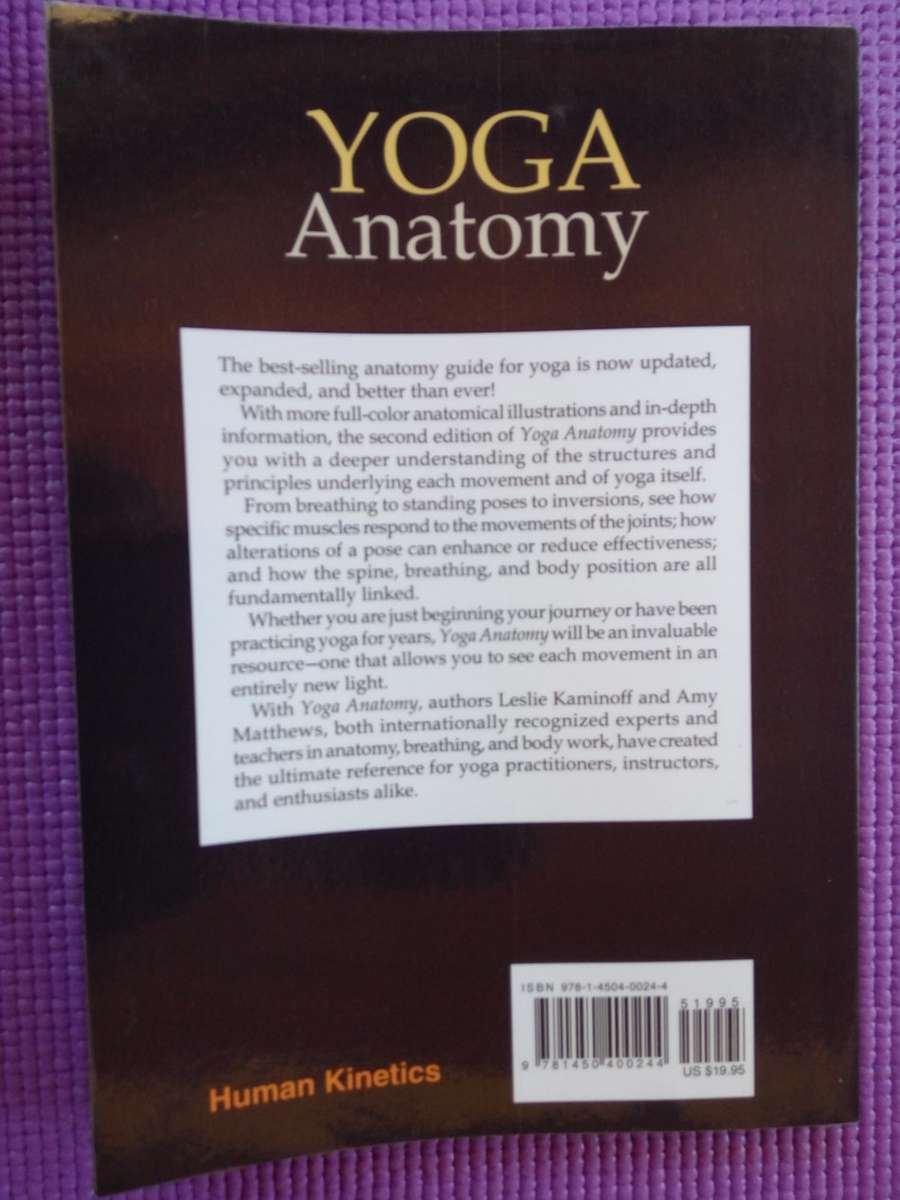 YOGA
Anatomy
The best-selling anatomy guide for yoga is now updated,
expanded, and better than ever!
With more full-color anatomical illustrations and in-depth
information, the second edition of Yoga Anatomy provides
you with a deeper understanding of the structures and
principles underlying each movement and of yoga itself.
From breathing to standing poses to inversions, see how
specific muscles respond to the movements of the joints; how
alterations of a pose can enhance or reduce effectiveness;
and how the spine, breathing, and body position are all
fundamentally linked.
Whether you are just beginning your journey or have been
practicing yoga for years, Yoga Anatomy will be an invaluable
resource—one that allows you to see each movement in an
entirely new light.
With Yoga Anatomy, authors Leslie Kaminoff and Amy
Matthews, both internationally recognized experts and
teachers in anatomy, breathing, and body work, have created
the ultimate reference for yoga practitioners, instructors,
and enthusiasts alike.
ISBN 978-1-4504-0024-4
51995
9 781450 400244
US $19.95
Human Kinetics